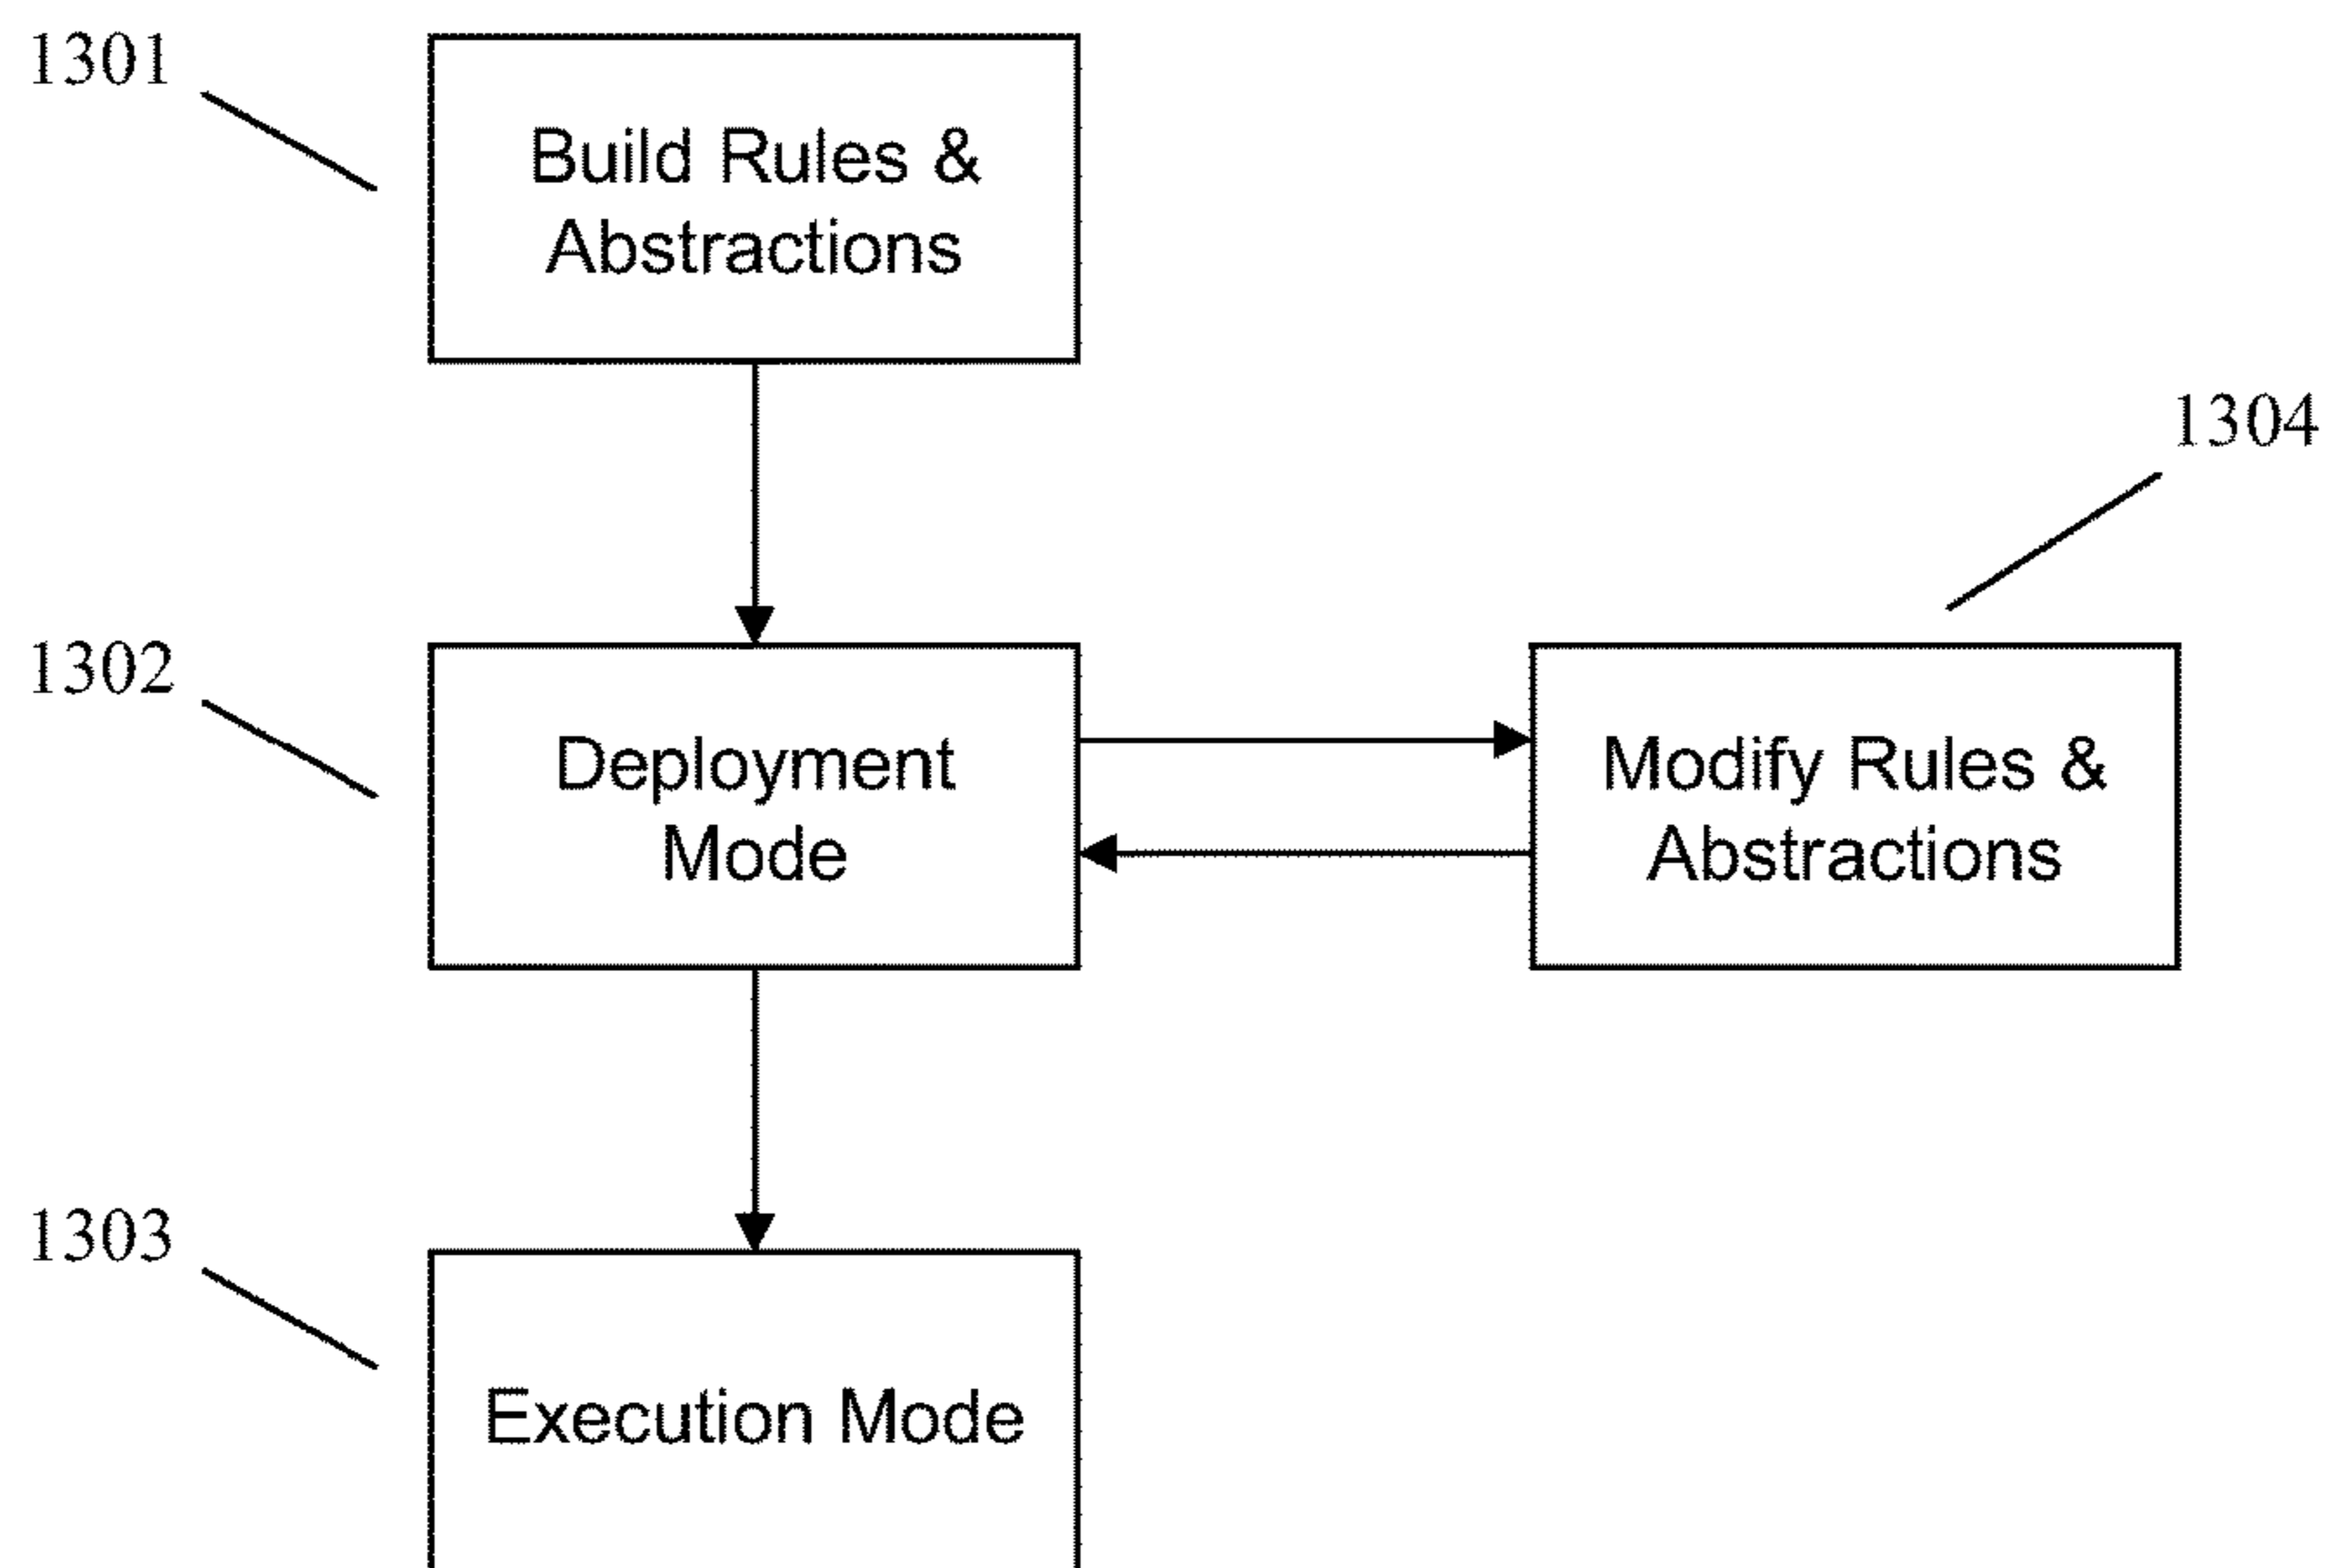 1301
Build Rules &
Abstractions
1304
1302
Deployment
Mode
Modify Rules &
Abstractions
1303
Execution Mode